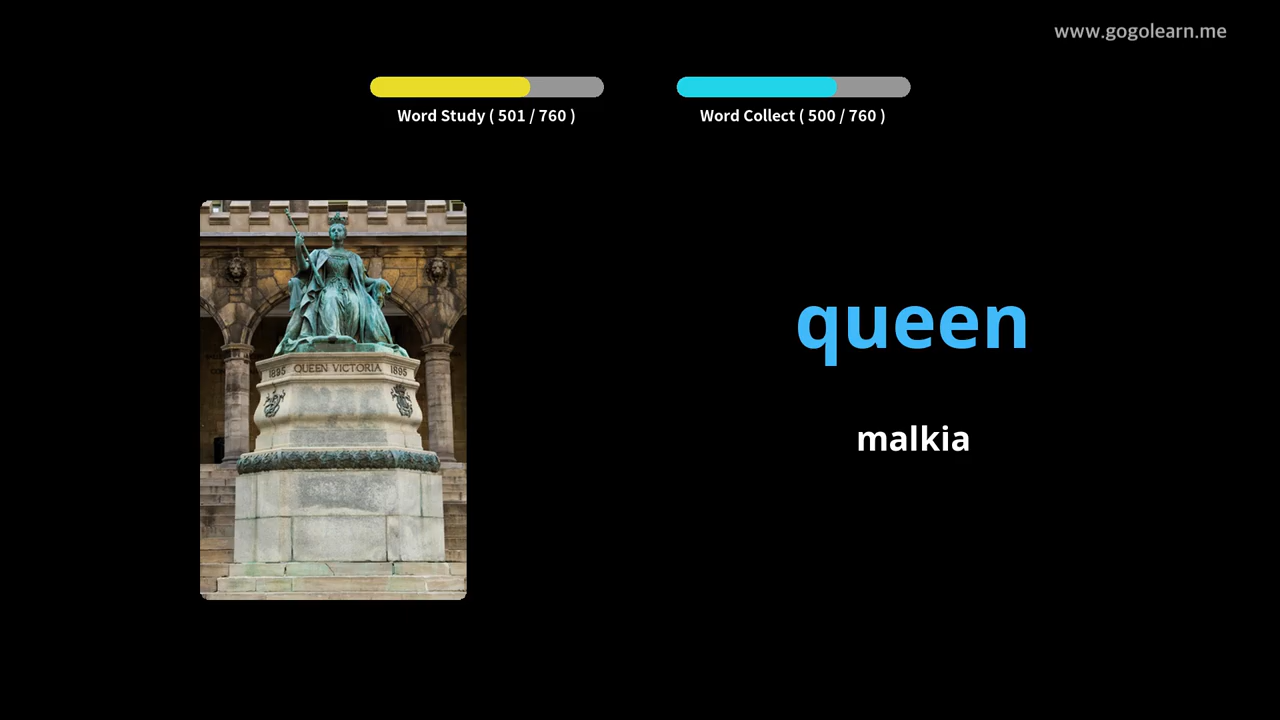 www.gogolearn.me
Word Study ( 501 / 760 )
Word Collect ( 500 / 760 )
1895 QUEEN VICTORIA 1895
queen
malkia